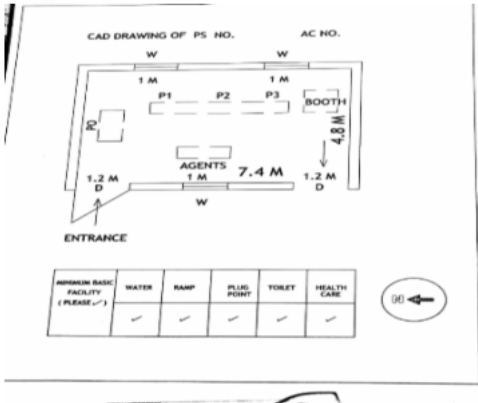 CAD DRAWING OF PS NO. AC NO.
W W
1 M 1 M
P1 P2 P3 BOOTH
PO 4.8 M
AGENTS
1.2 M 1 M 7.4 M 1.2 M
D D
W
ENTRANCE
MINIMUM BASIC FACILITY ( PLEASE ✓ ) WATER RAMP PLUG POINT TOILET HEALTH CARE
✓ ✓ ✓ ✓ ✓
N